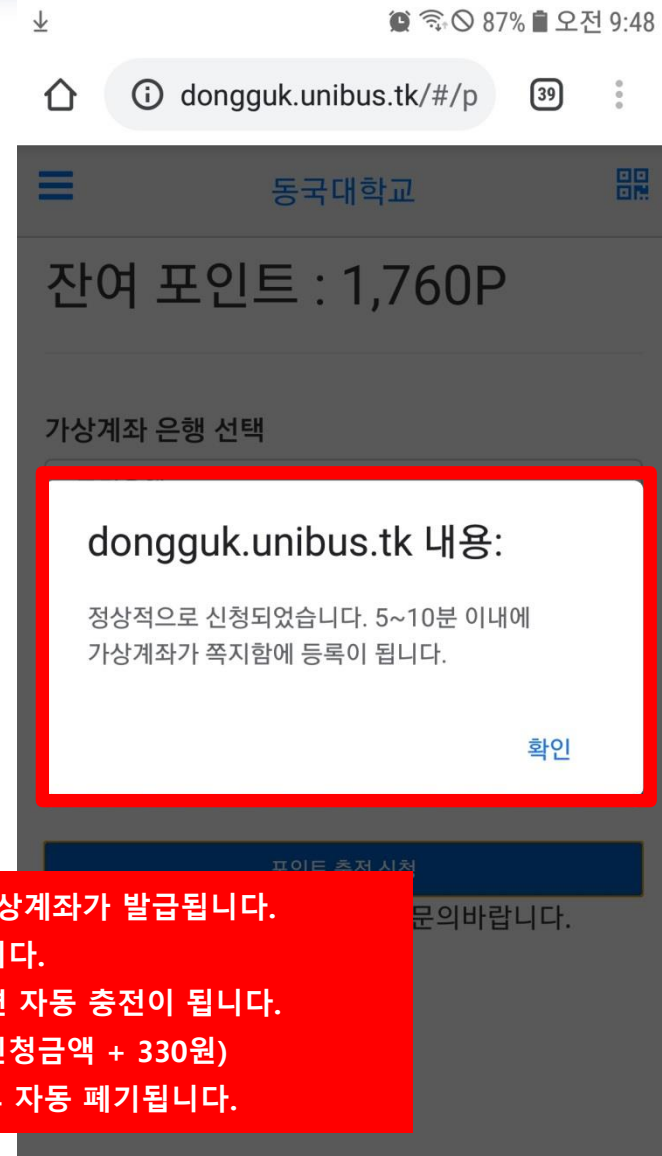 87% 오전 9:48
dongguk.unibus.tk/#/p 39
동국대학교
잔여 포인트 : 1,760P
가상계좌 은행 선택
dongguk.unibus.tk 내용:
정상적으로 신청되었습니다. 5~10분 이내에
가상계좌가 쪽지함에 등록이 됩니다.
확인
포인트 충전 신청
상계좌가 발급됩니다.
문의바랍니다.
니다.
자동 충전이 됩니다.
신청금액 + 330원)
자동 폐기됩니다.